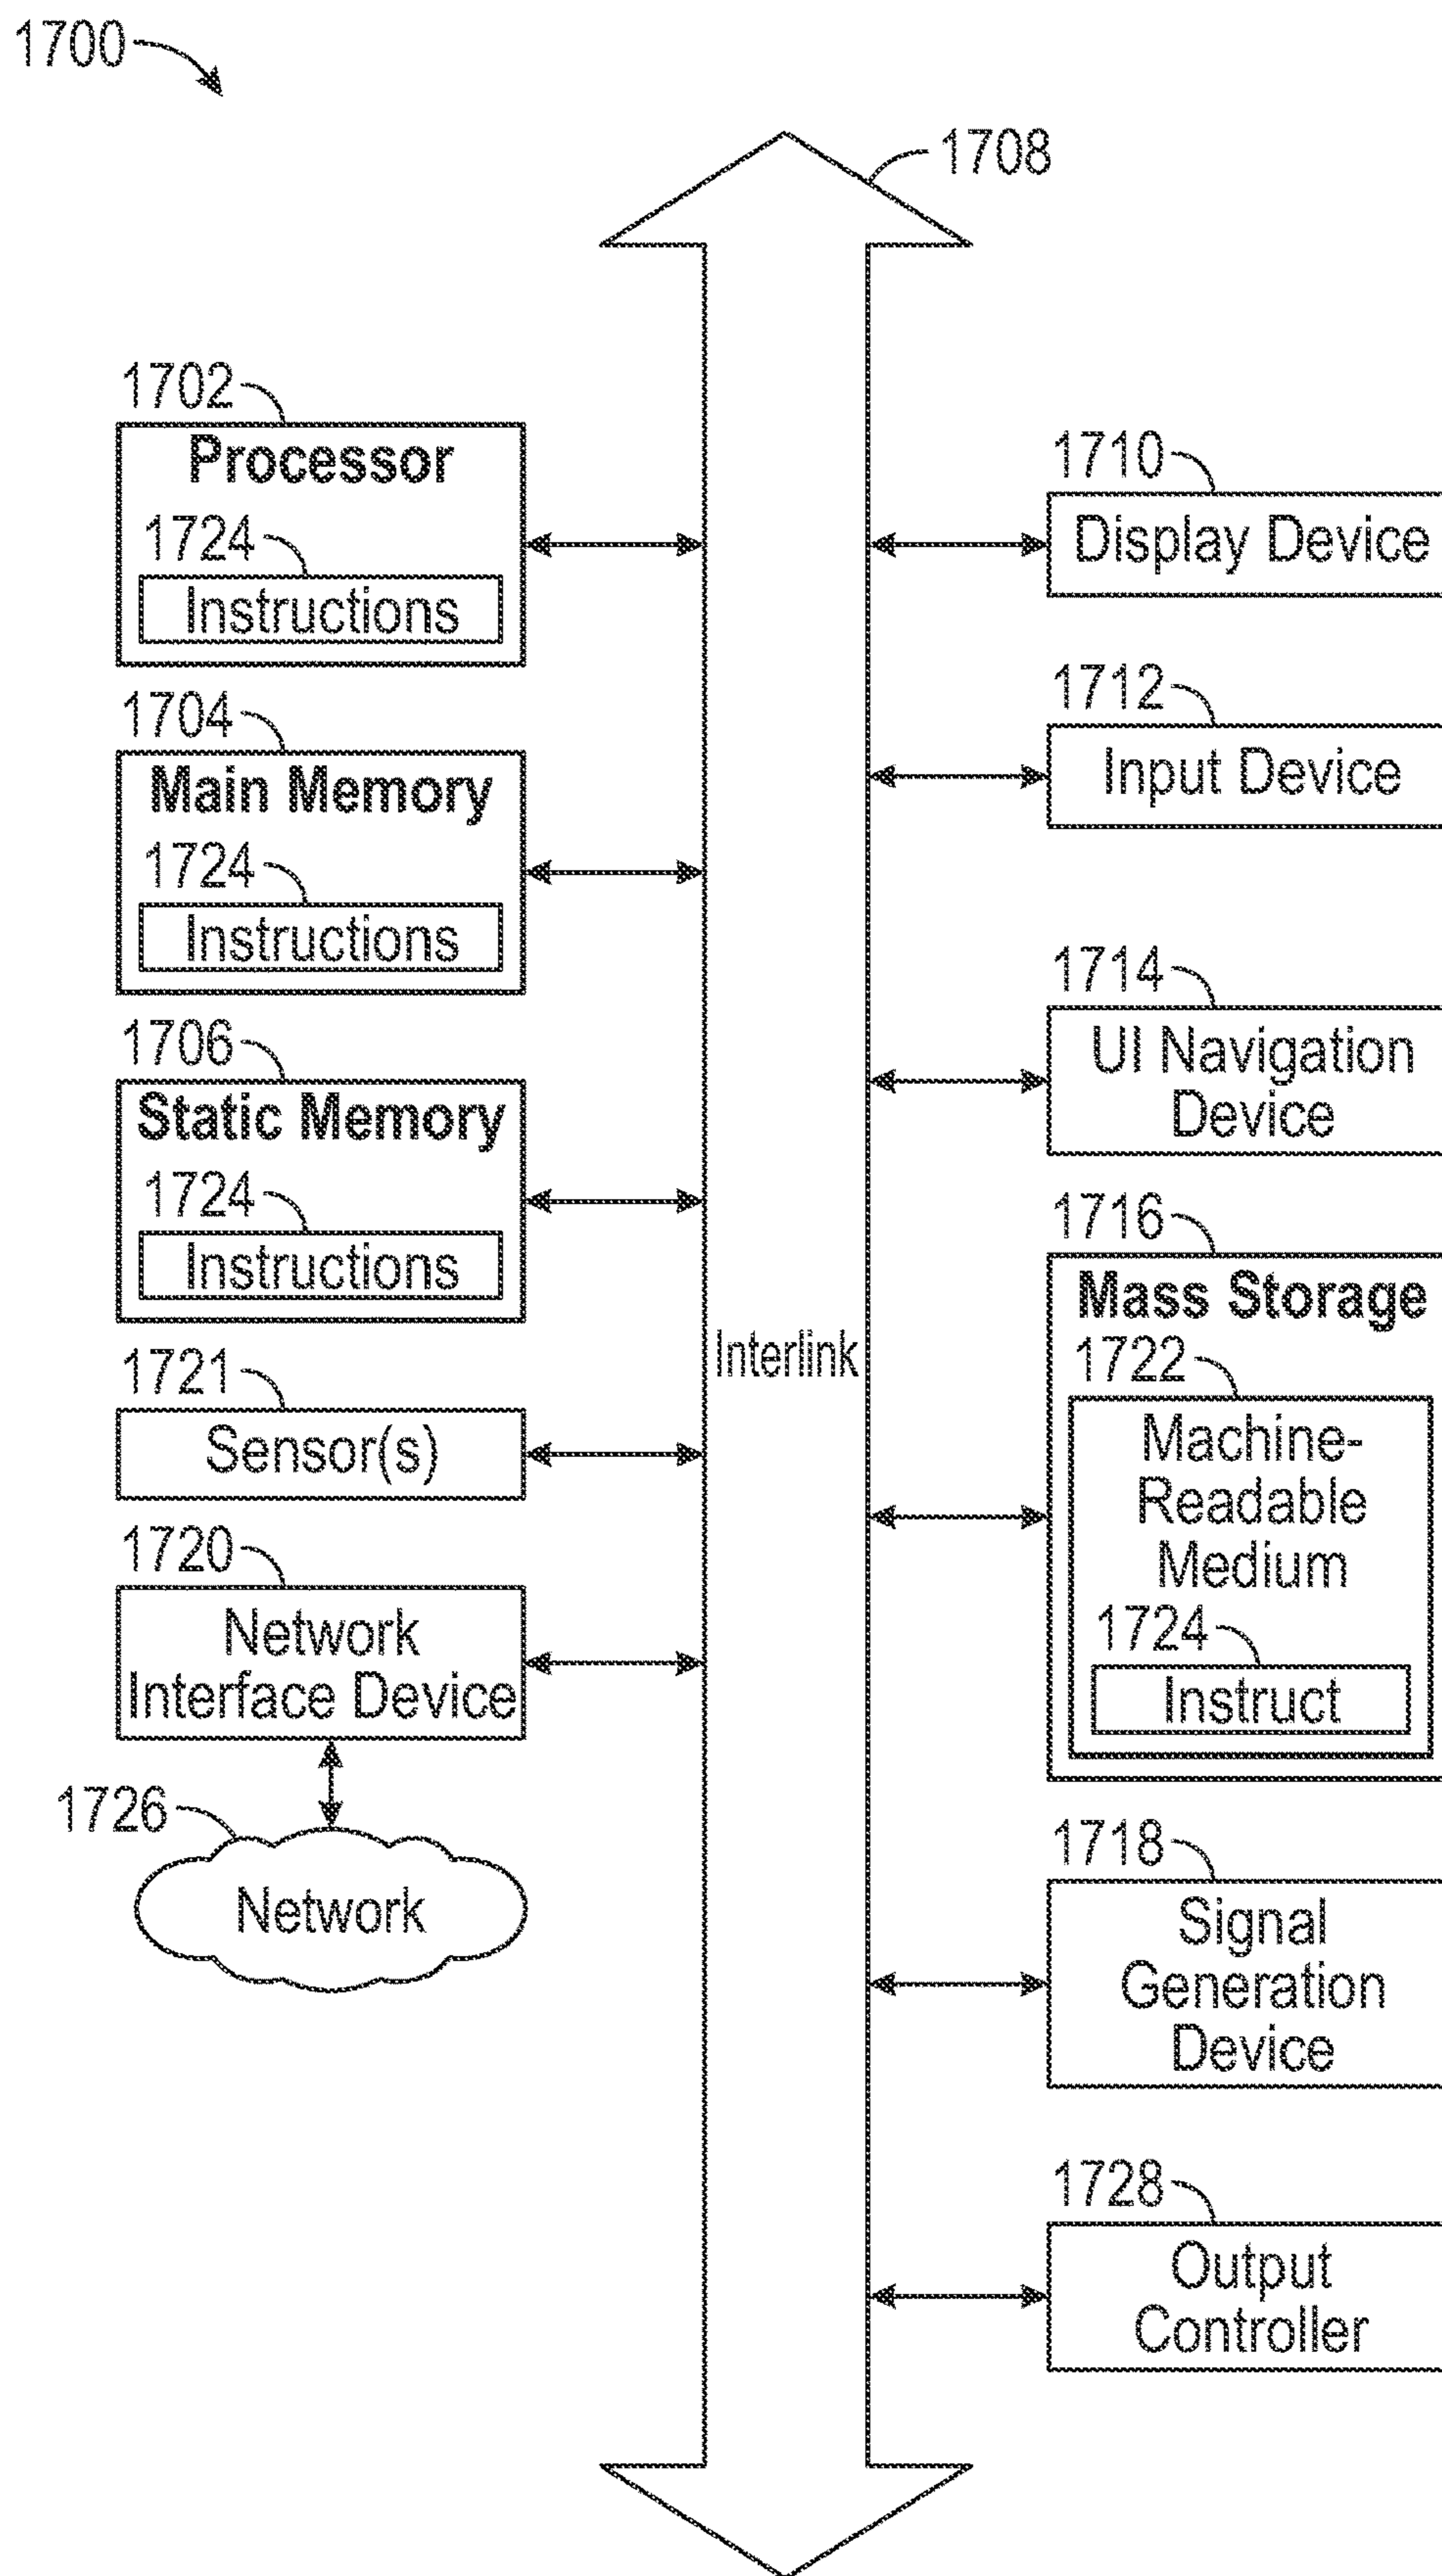 1700
1708
1702
Processor
1724
Instructions
1704
Main Memory
1724
Instructions
1706
Static Memory
1724
Instructions
1721
Sensor(s)
1720
Network
Interface Device
1726
Network
Interlink
1710
Display Device
1712
Input Device
1714
UI Navigation
Device
1716
Mass Storage
1722
Machine-
Readable
Medium
1724
Instruct
1718
Signal
Generation
Device
1728
Output
Controller